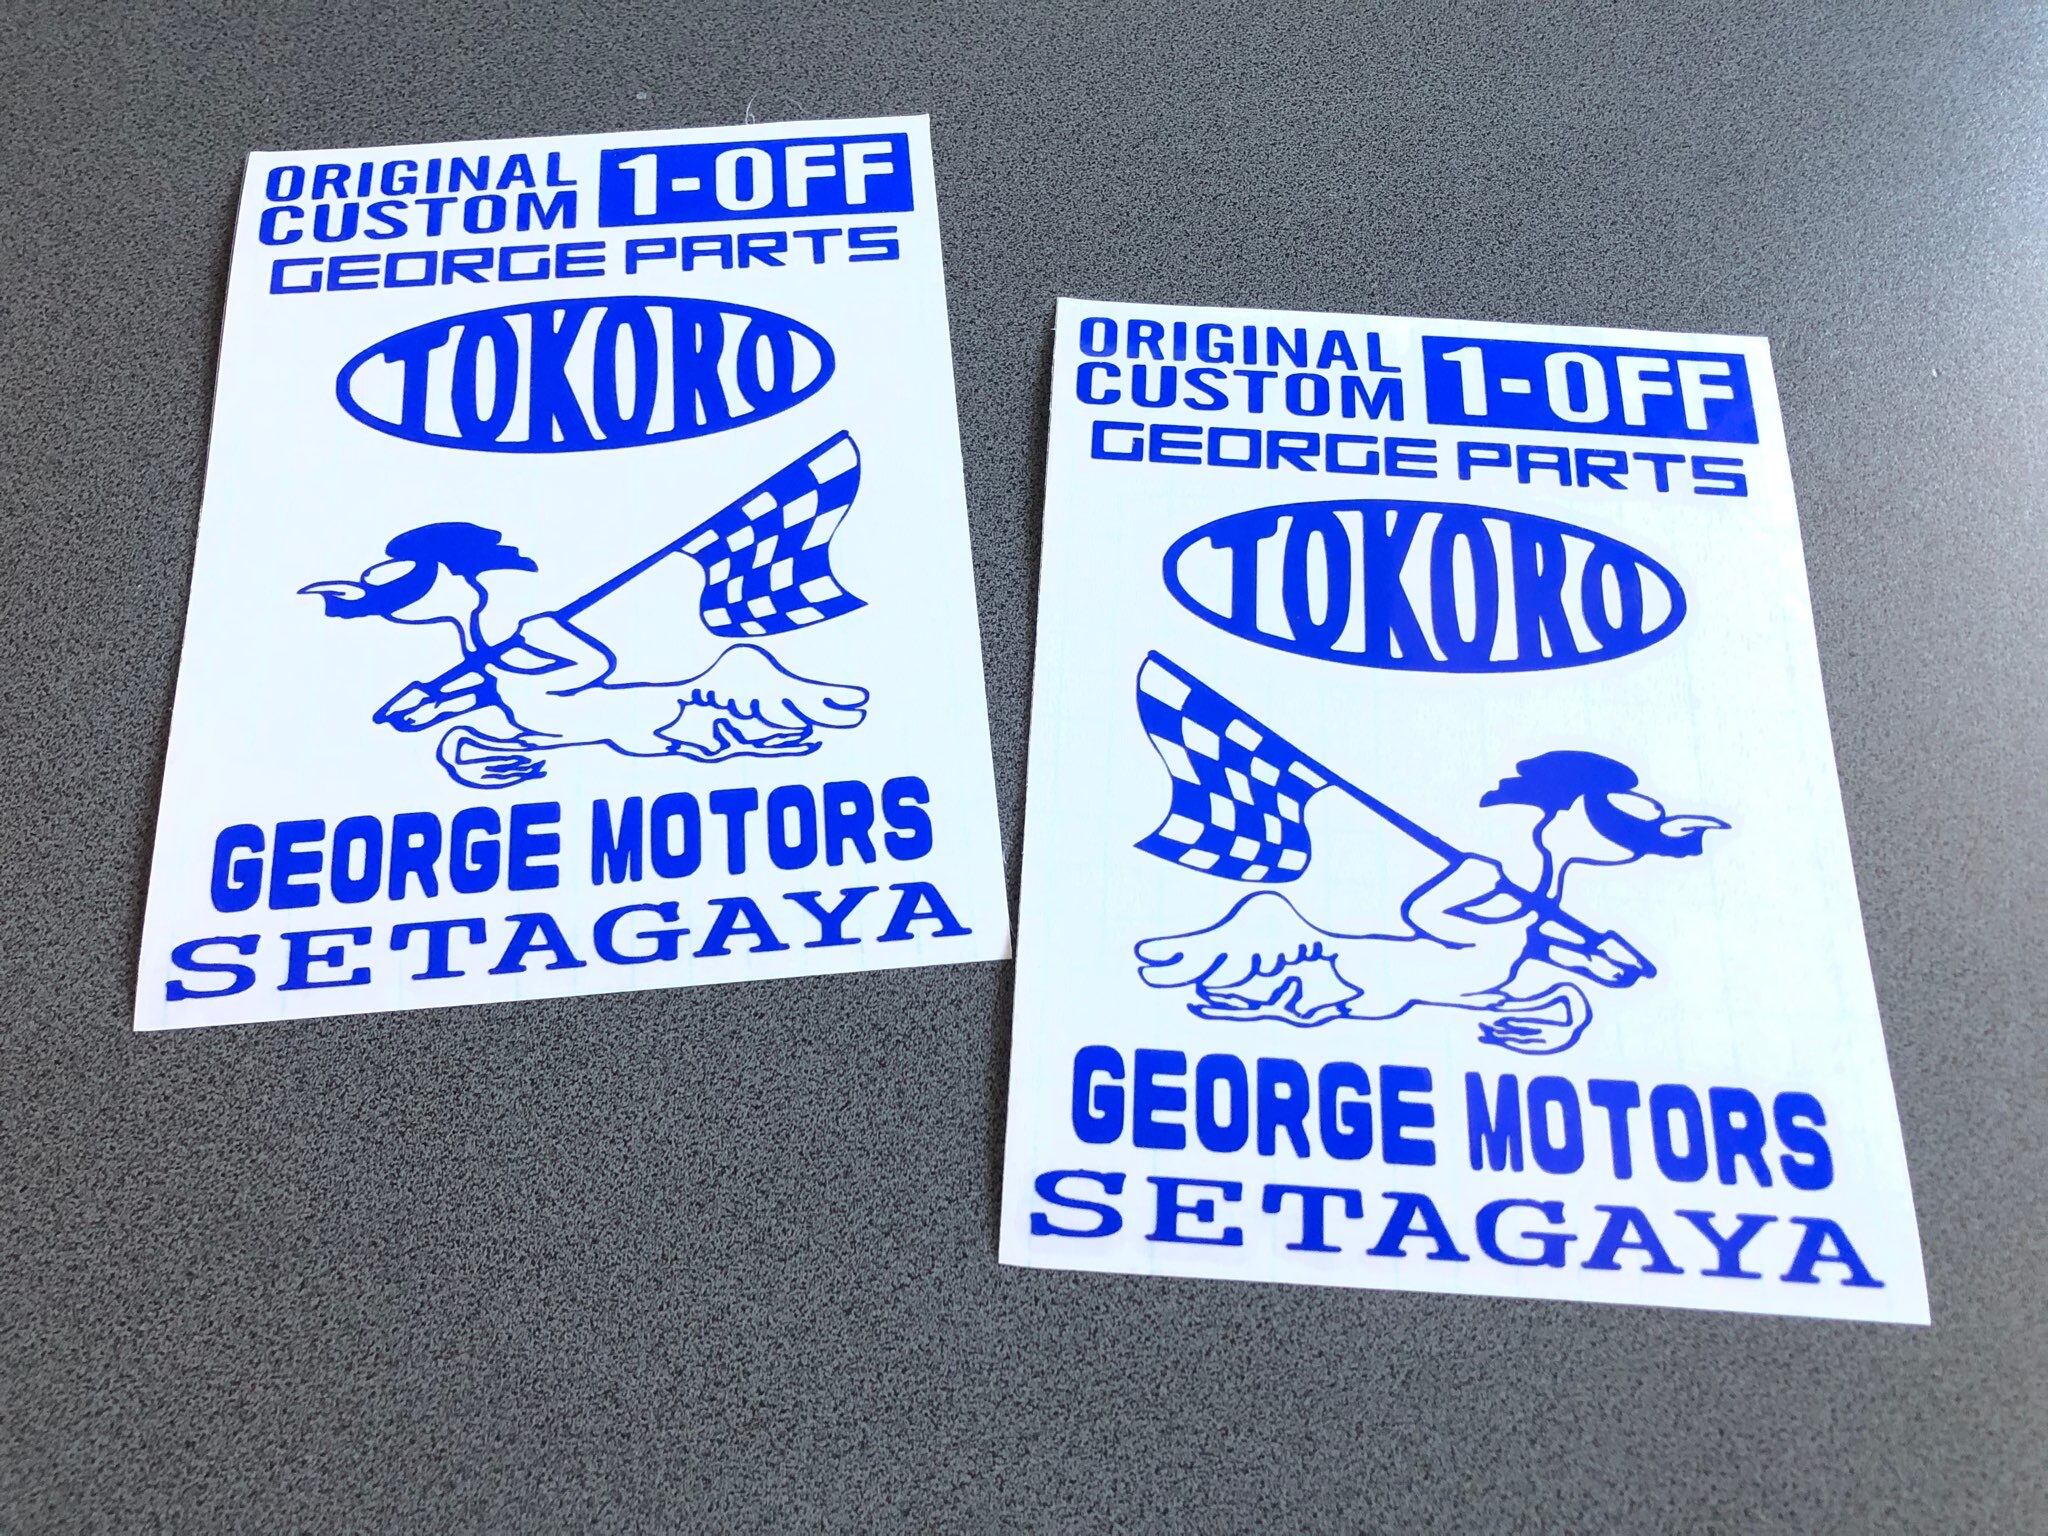 ORIGINAL
CUSTOM
1-OFF
GEORGE PARTS
TOKORO
GEORGE MOTORS
SETAGAYA
ORIGINAL
CUSTOM
1-OFF
GEORGE PARTS
TOKORO
GEORGE MOTORS
SETAGAYA